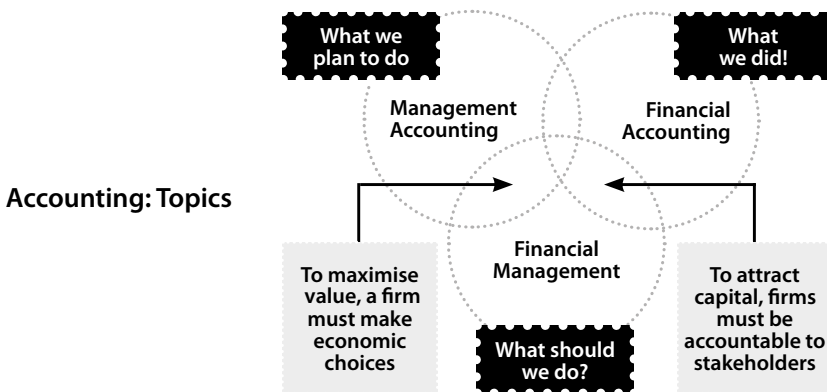 What we
plan to do
What
we did!
Management
Accounting
Financial
Accounting
Accounting: Topics
Financial
Management
To maximise
value, a firm
must make
economic
choices
To attract
capital, firms
must be
accountable to
stakeholders
What should
we do?